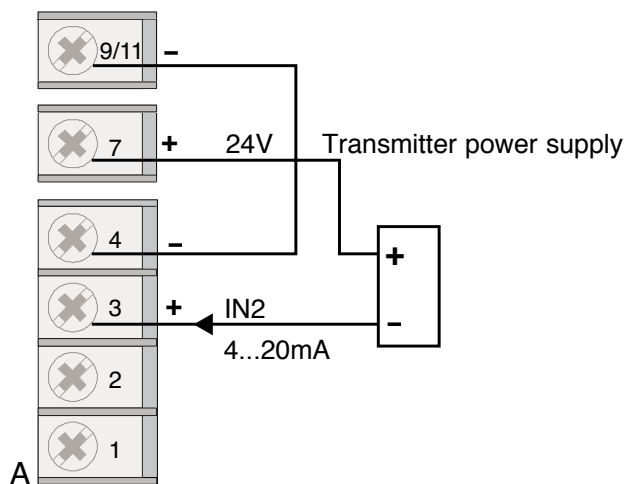 9/11 -
7 + 24V Transmitter power supply
4 -
+
3 + IN2 -
4...20mA
2
1
A